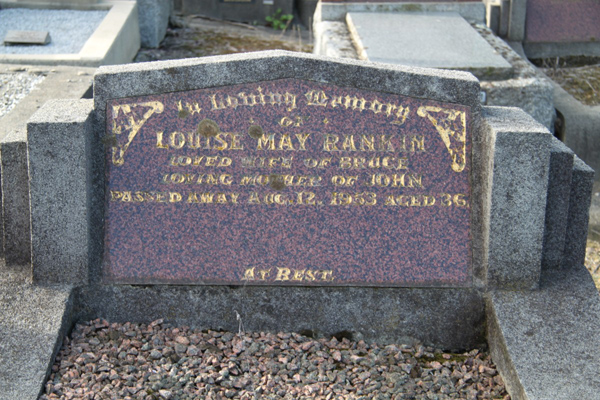 In Loving Memory
of
LOUISE MAY RANKIN
LOVED WIFE OF BRUCE
LOVING MOTHER OF JOHN
PASSED AWAY AUG. 12. 1953 AGED 36.
AT REST.